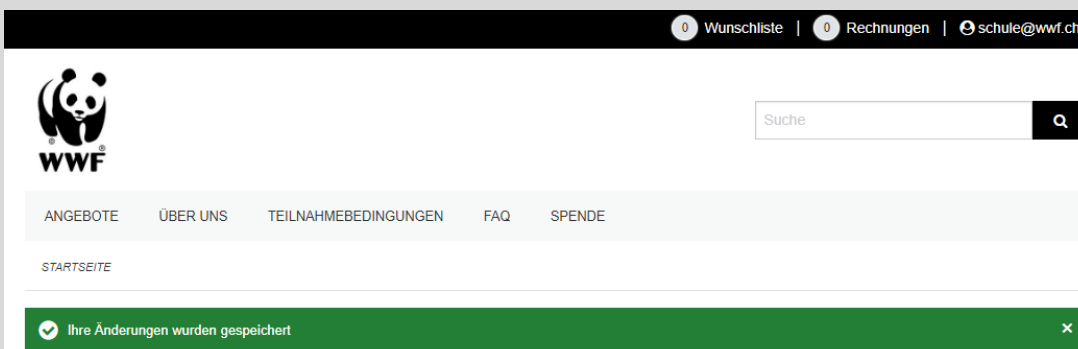 0 Wunschliste | 0 Rechnungen | schule@wwf.ch
Suche
WWF
ANGEBOTE ÜBER UNS TEILNAHMEBEDINGUNGEN FAQ SPENDE
STARTSEITE
Ihre Änderungen wurden gespeichert